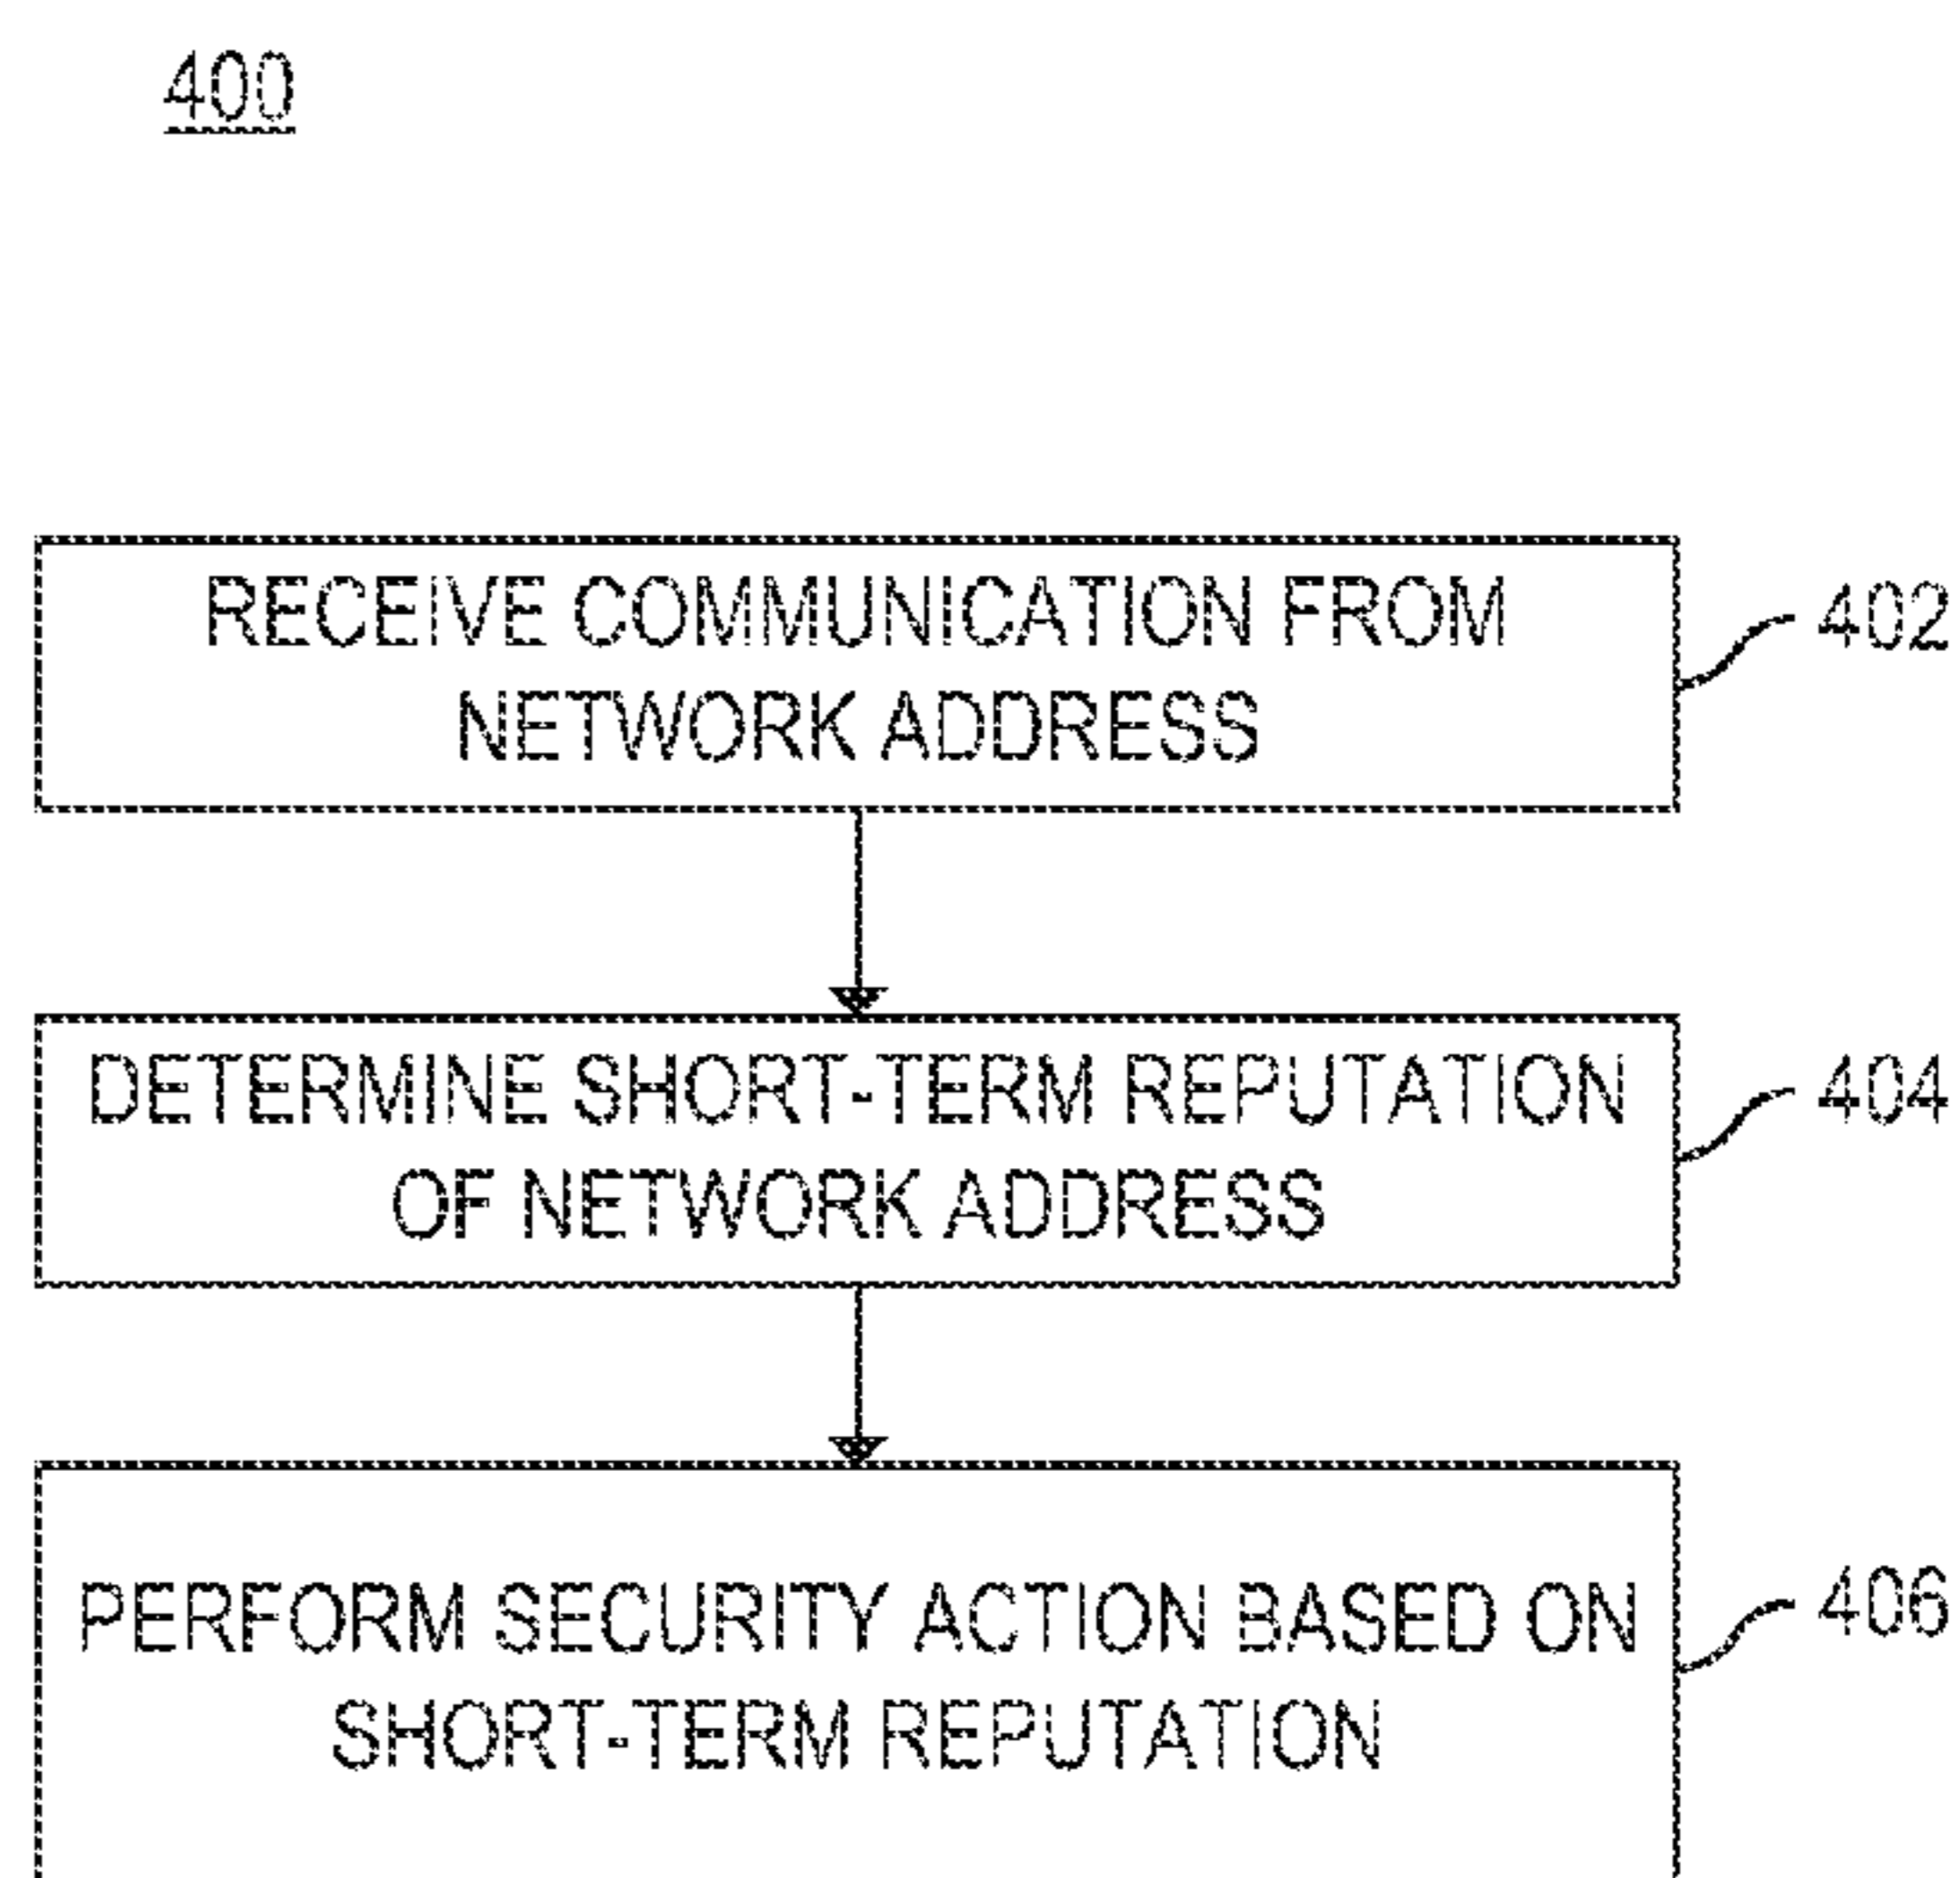 400
RECEIVE COMMUNICATION FROM
NETWORK ADDRESS
402
DETERMINE SHORT-TERM REPUTATION
OF NETWORK ADDRESS
404
PERFORM SECURITY ACTION BASED ON
SHORT-TERM REPUTATION
406